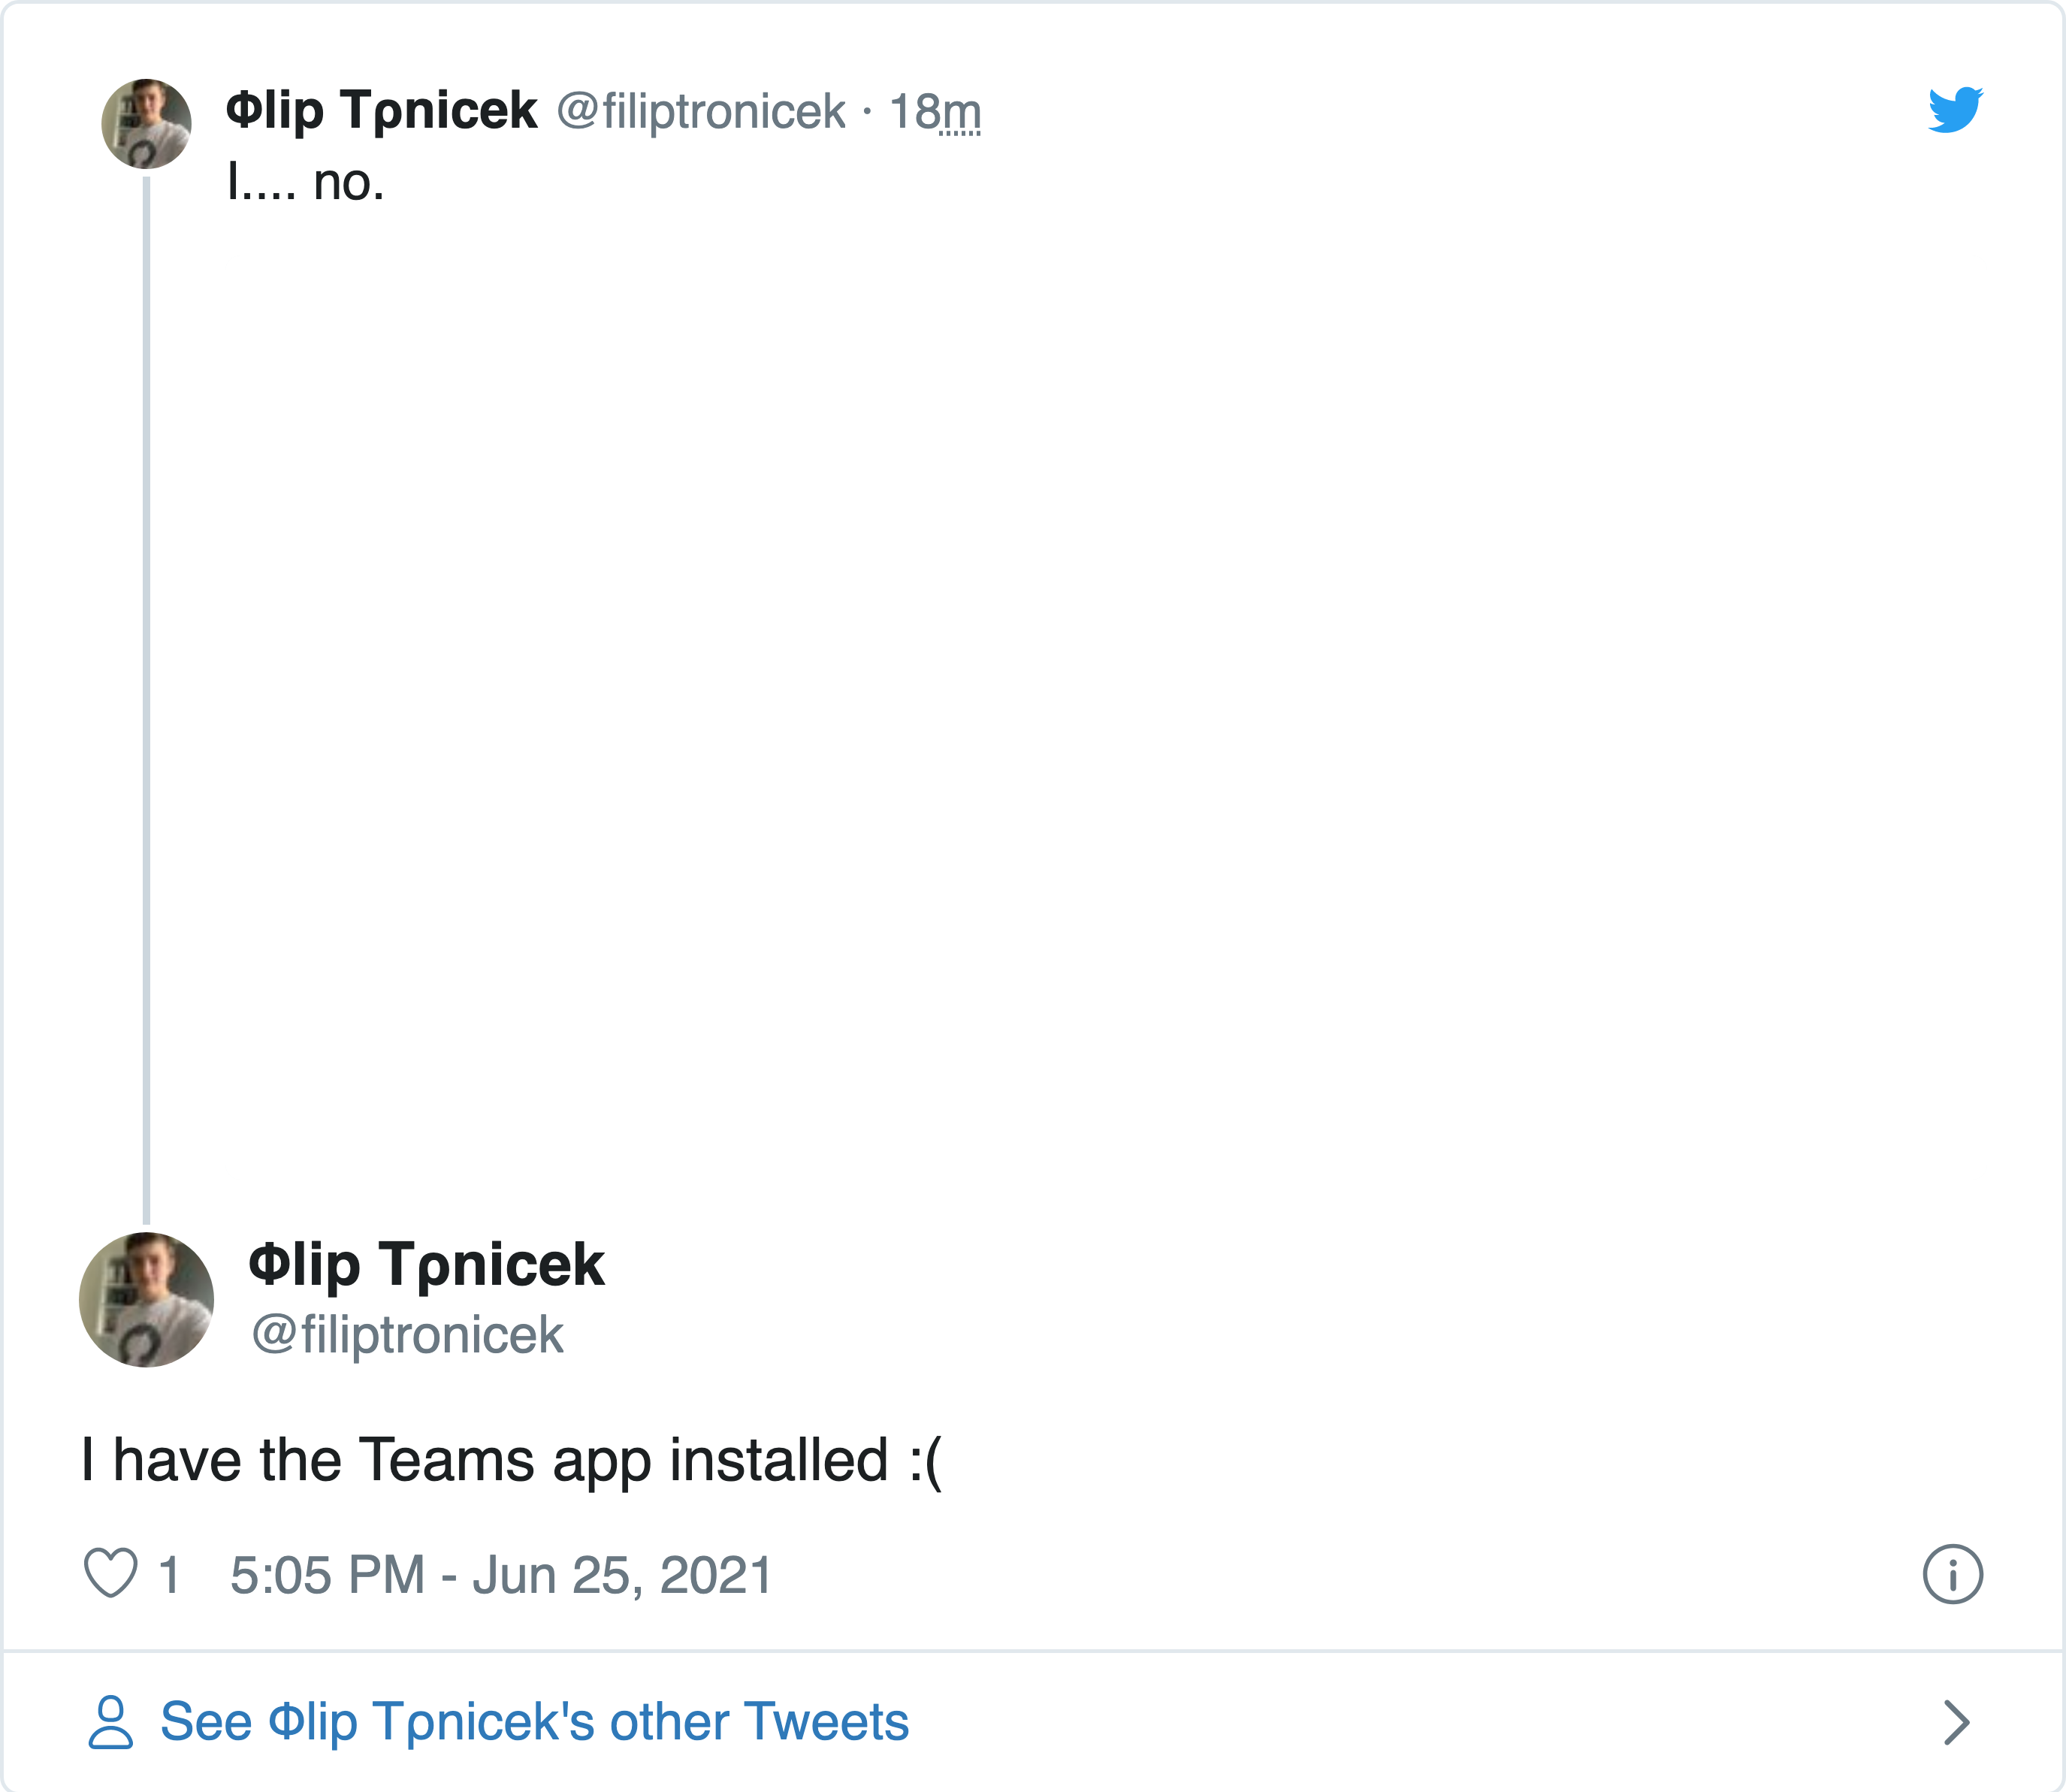 Φlip Tρnicek @filiptronicek · 18m
I.... no.
Φlip Tρnicek
@filiptronicek
I have the Teams app installed :(
1 5:05 PM - Jun 25, 2021
See Φlip Tρnicek's other Tweets